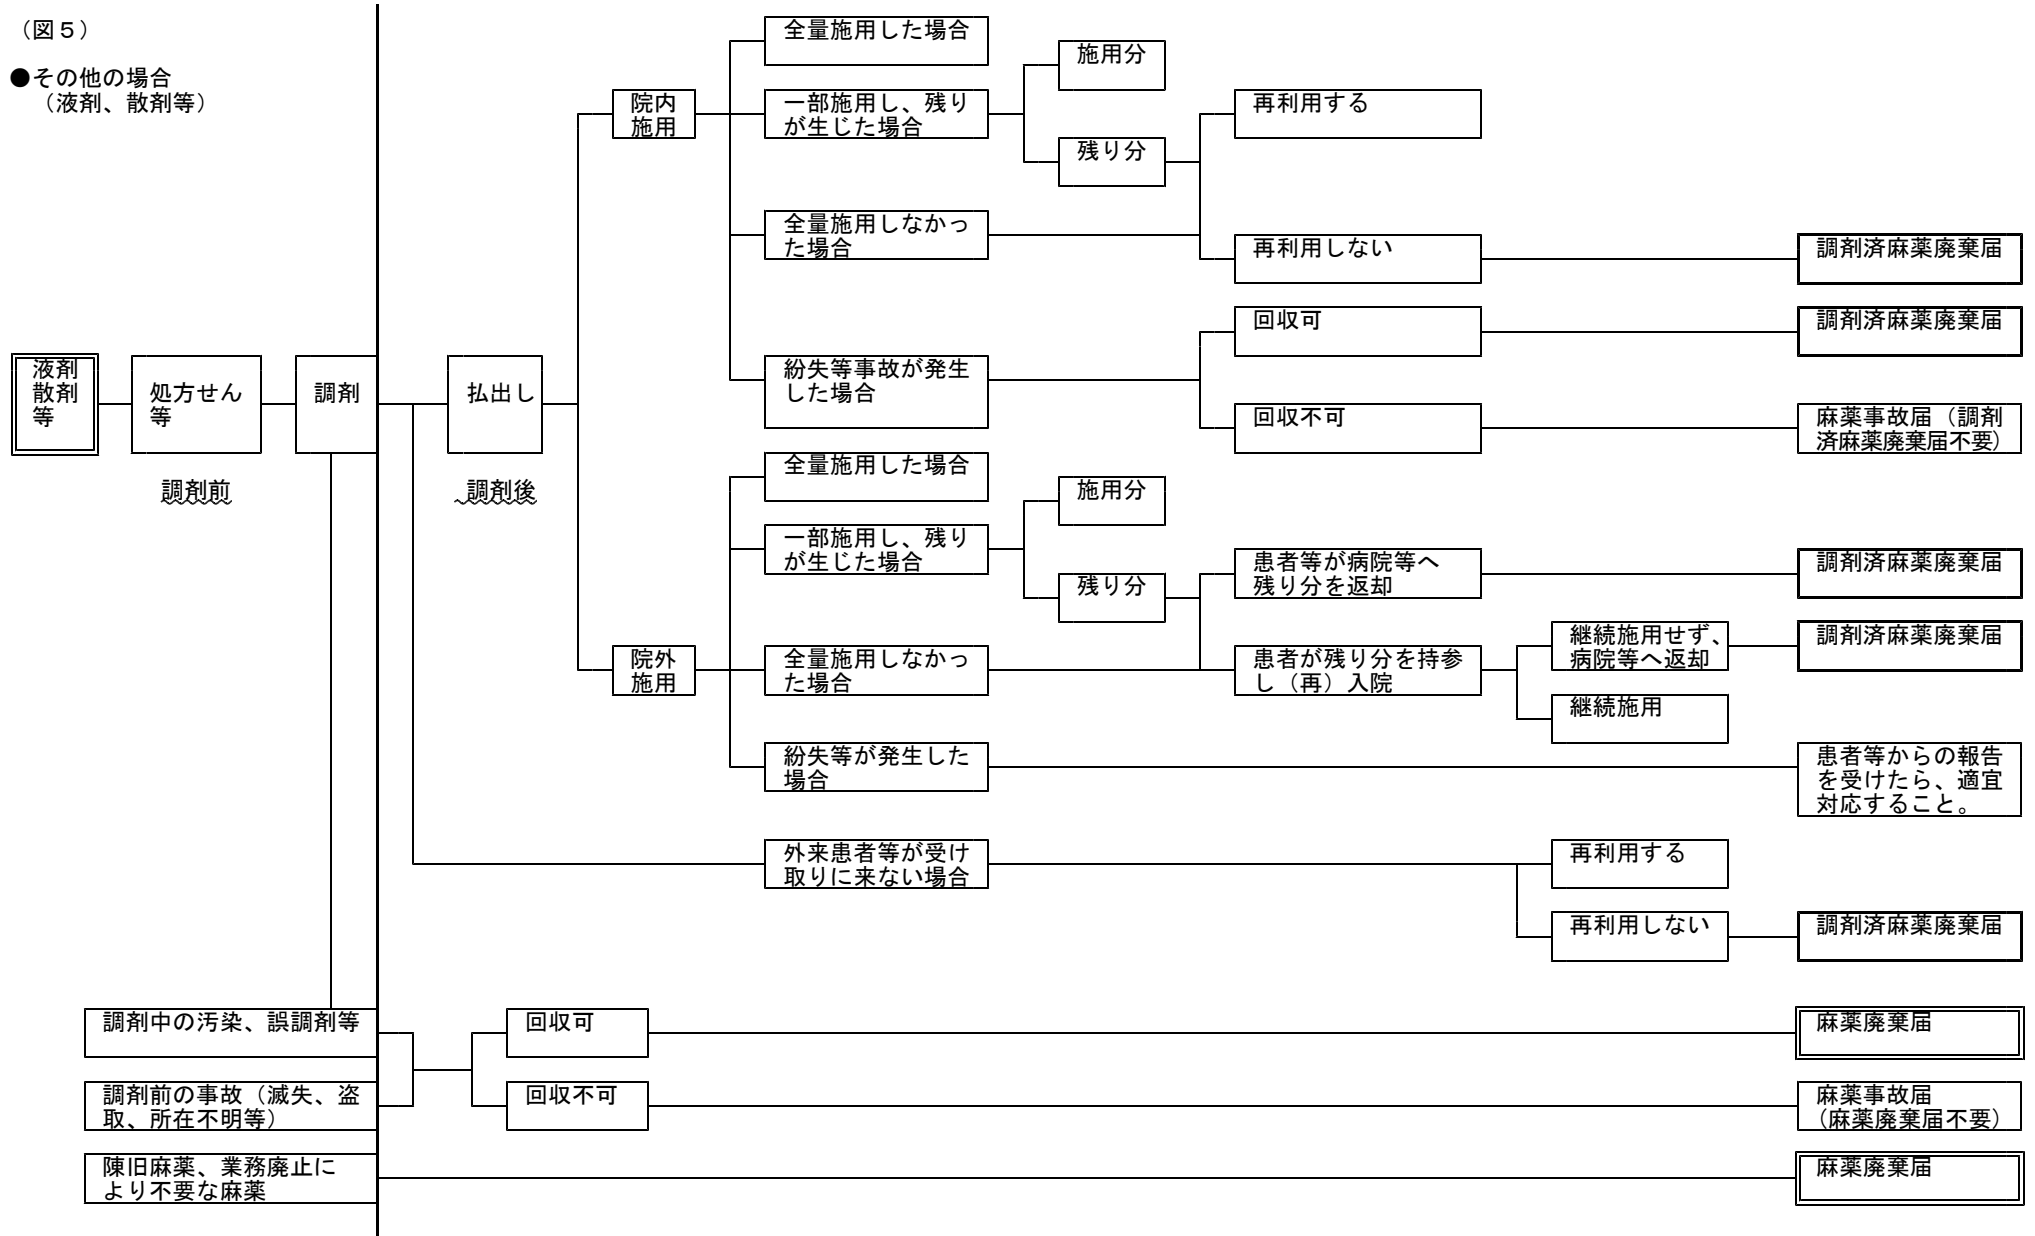 （図５）
●その他の場合
（液剤、散剤等）
全量施用した場合
施用分
院内
施用
一部施用し、残り
が生じた場合
再利用する
残り分
全量施用しなかっ
た場合
再利用しない
調剤済麻薬廃棄届
回収可
調剤済麻薬廃棄届
液剤
散剤
等
処方せん
等
調剤
払出し
紛失等事故が発生
した場合
回収不可
麻薬事故届（調剤
済麻薬廃棄届不要）
調剤前
調剤後
全量施用した場合
施用分
一部施用し、残り
が生じた場合
残り分
患者等が病院等へ
残り分を返却
調剤済麻薬廃棄届
院外
施用
全量施用しなかっ
た場合
患者が残り分を持参
し（再）入院
継続施用せず、
病院等へ返却
調剤済麻薬廃棄届
継続施用
紛失等が発生した
場合
患者等からの報告
を受けたら、適宜
対応すること。
外来患者等が受け
取りに来ない場合
再利用する
再利用しない
調剤済麻薬廃棄届
調剤中の汚染、誤調剤等
回収可
麻薬廃棄届
調剤前の事故（滅失、盗
取、所在不明等）
回収不可
麻薬事故届
（麻薬廃棄届不要）
陳旧麻薬、業務廃止に
より不要な麻薬
麻薬廃棄届